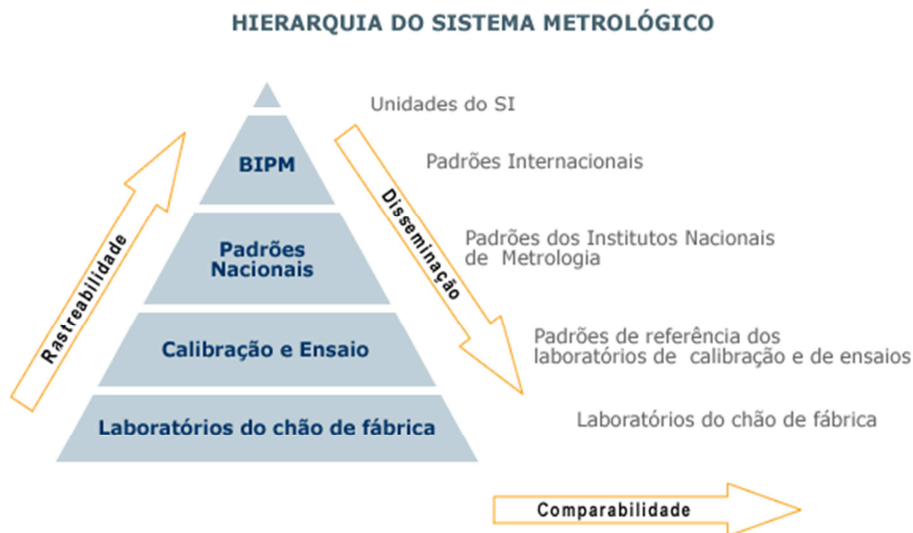 HIERARQUIA DO SISTEMA METROLÓGICO
Unidades do SI
BIPM
Padrões Internacionais
Rastreabilidade
Disseminação
Padrões
Nacionais
Padrões dos Institutos Nacionais
de Metrologia
Calibração e Ensaio
Padrões de referência dos
laboratórios de calibração e de ensaios
Laboratórios do chão de fábrica
Laboratórios do chão de fábrica
Comparabilidade